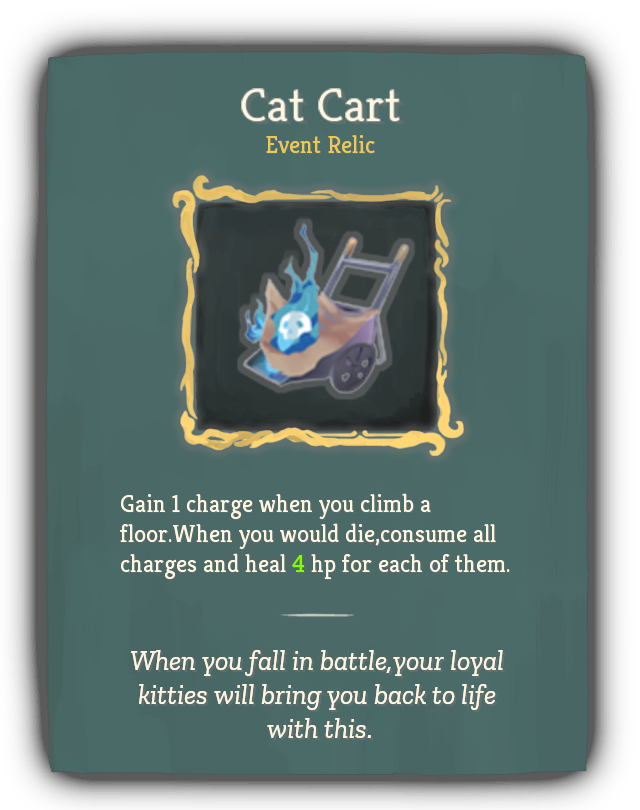 Cat Cart
Event Relic
Gain 1 charge when you climb a
floor.When you would die,consume all
charges and heal 4 hp for each of them.
When you fall in battle,your loyal
kitties will bring you back to life
with this.